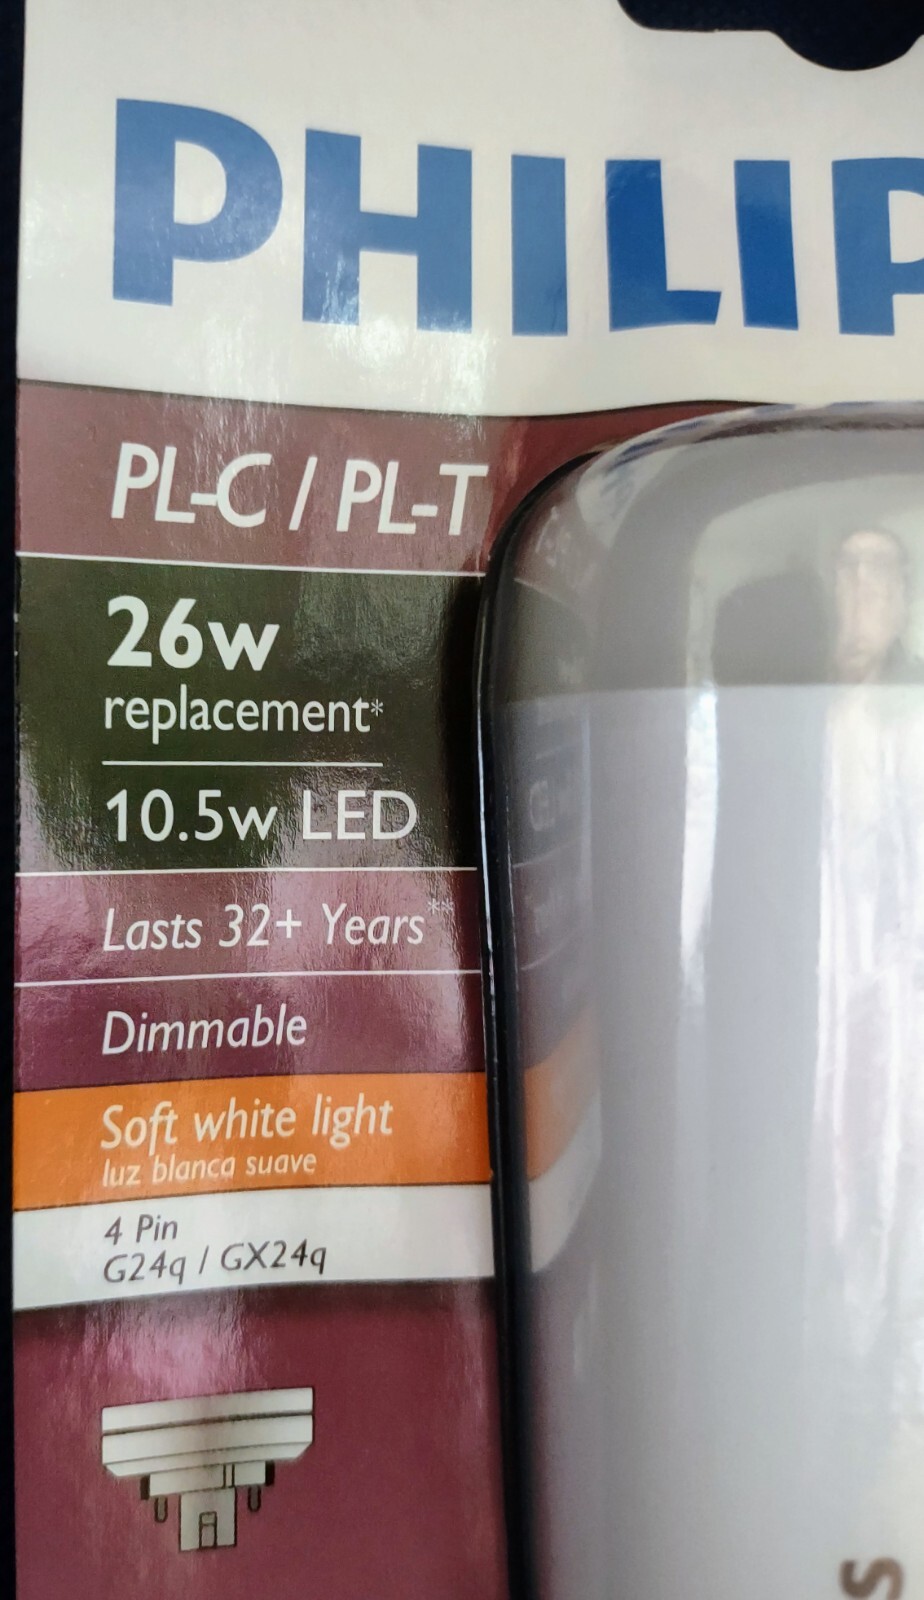 PHILIP
PL-C / PL-T
26w
replacement*
10.5w LED
Lasts 32+ Years**
Dimmable
Soft white light
luz blanca suave
4 Pin
G24q / GX24q
S